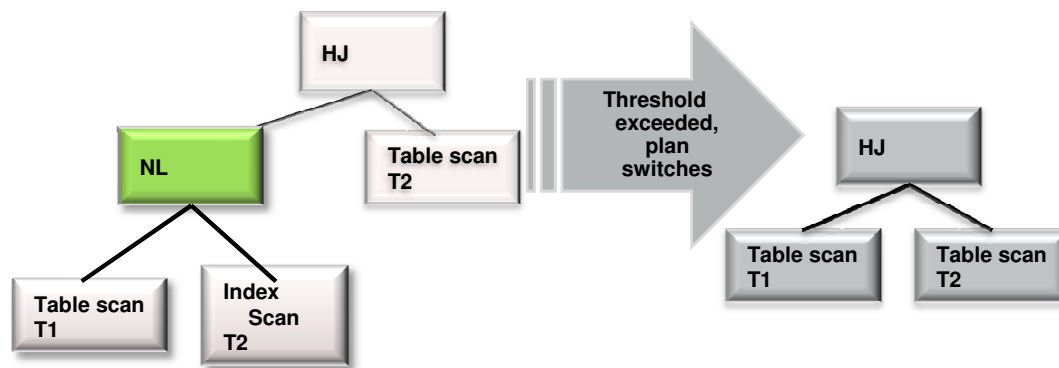 HJ
NL
Table scan
T2
Table scan
T1
Index
Scan
T2
Threshold
exceeded,
plan
switches
HJ
Table scan
T1
Table scan
T2